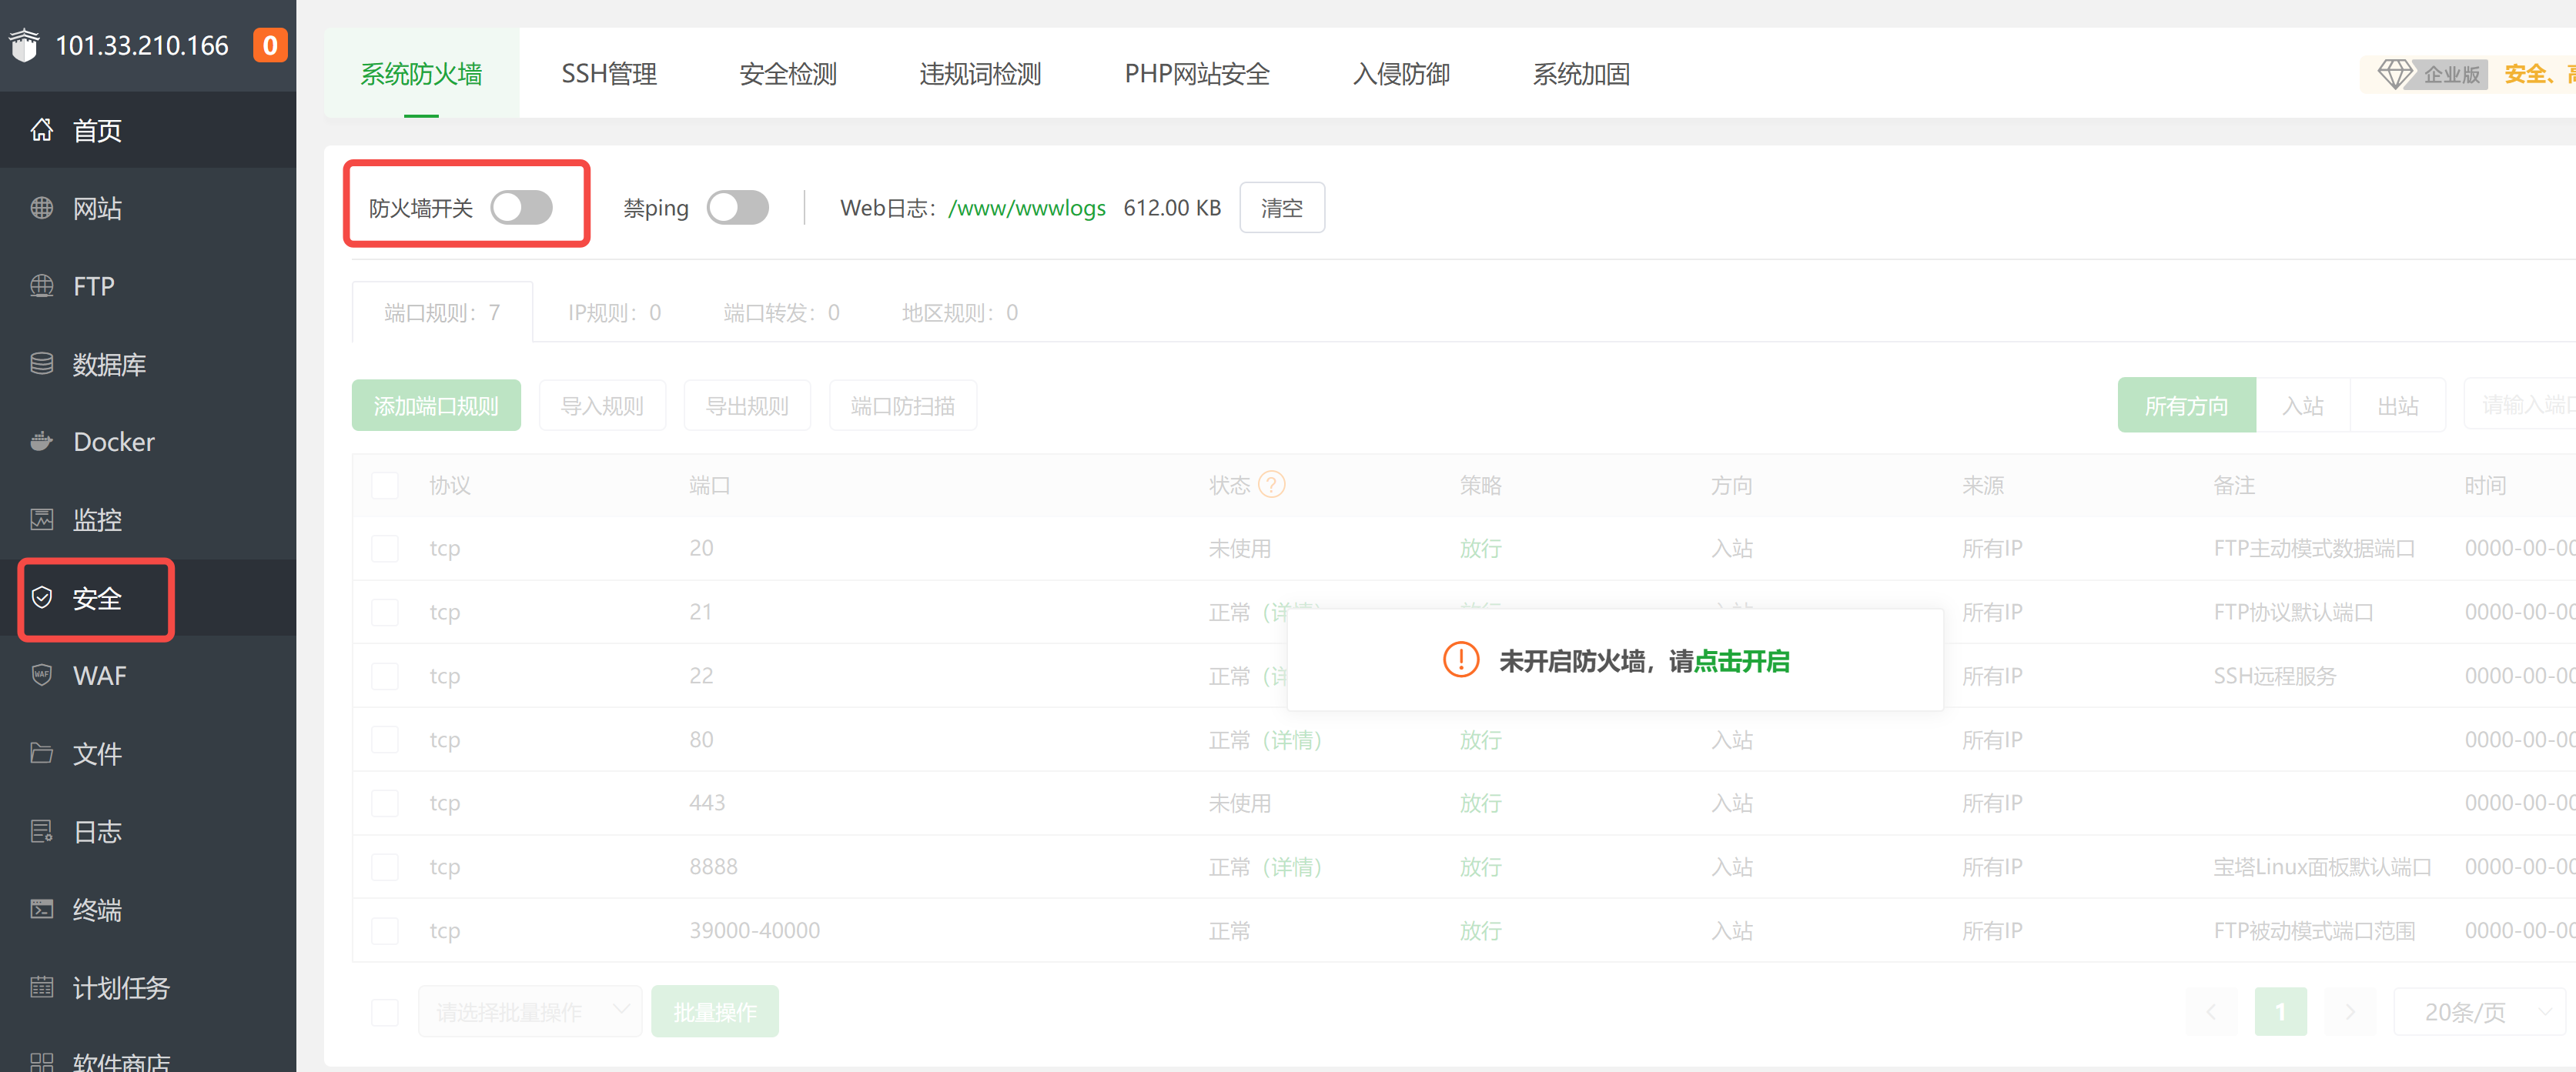 101.33.210.166 0
首页
网站
FTP
数据库
Docker
监控
安全
WAF
文件
日志
终端
计划任务
软件商店
系统防火墙 SSH管理 安全检测 违规词检测 PHP网站安全 入侵防御 系统加固 企业版 安全、
防火墙开关 禁ping Web日志：/www/wwwlogs 612.00 KB 清空
端口规则：7 IP规则：0 端口转发：0 地区规则：0
添加端口规则 导入规则 导出规则 端口防扫描 所有方向 入站 出站 请输入端口
协议 端口 状态 ? 策略 方向 来源 备注 时间
tcp 20 未使用 放行 入站 所有IP FTP主动模式数据端口 0000-00-00
tcp 21 正常 (详情) 放行 入站 所有IP FTP协议默认端口 0000-00-00
tcp 22 正常 (详 所有IP SSH远程服务 0000-00-00
未开启防火墙，请点击开启
tcp 80 正常 (详情) 放行 入站 所有IP 0000-00-00
tcp 443 未使用 放行 入站 所有IP 0000-00-00
tcp 8888 正常 (详情) 放行 入站 所有IP 宝塔Linux面板默认端口 0000-00-00
tcp 39000-40000 正常 放行 入站 所有IP FTP被动模式端口范围 0000-00-00
请选择批量操作 批量操作 1 20条/页